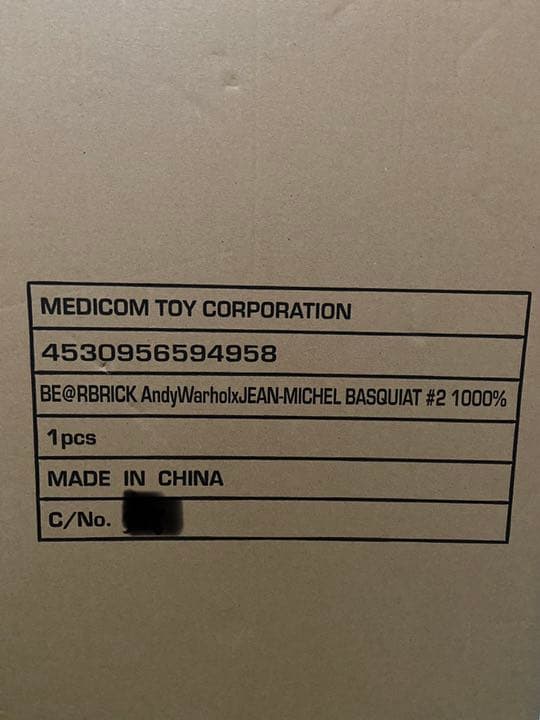 MEDICOM TOY CORPORATION
4530956594958
BE@RBRICK AndyWarholxJEAN-MICHEL BASQUIAT #2 1000%
1pcs
MADE IN CHINA
C/No.